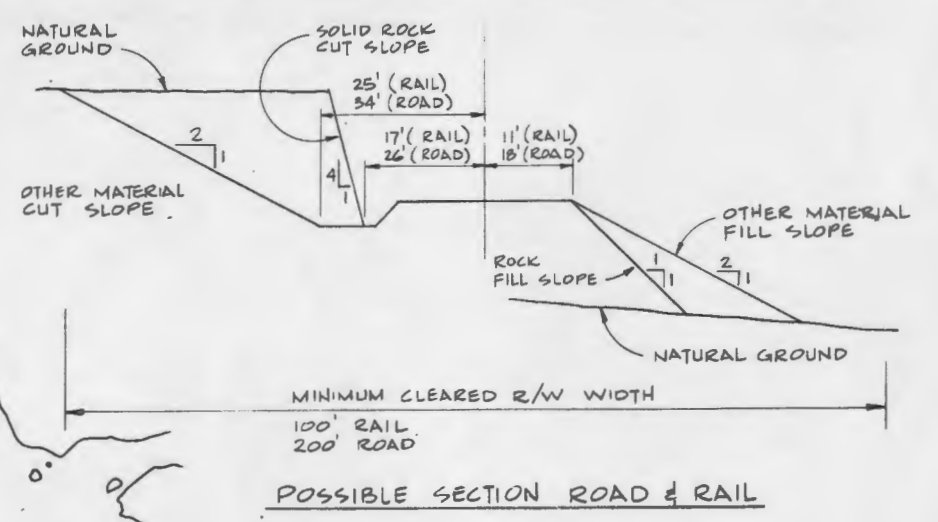 NATURAL
GROUND
SOLID ROCK
CUT SLOPE
25' (RAIL)
34' (ROAD)
17' (RAIL)
26' (ROAD)
11' (RAIL)
18' (ROAD)
2
1
4
1
OTHER MATERIAL
CUT SLOPE
OTHER MATERIAL
FILL SLOPE
ROCK
FILL SLOPE
1
1
2
1
NATURAL GROUND
MINIMUM CLEARED R/W WIDTH
100' RAIL
200' ROAD
POSSIBLE SECTION ROAD & RAIL